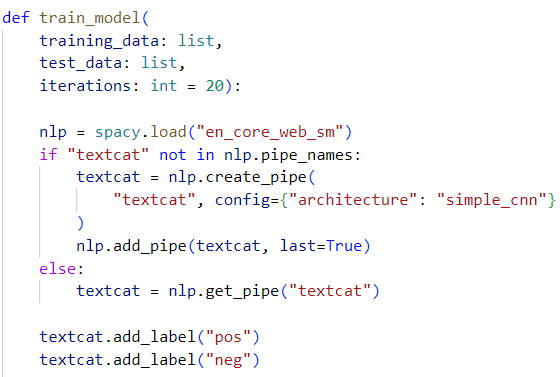 def train_model(
    training_data: list,
    test_data: list,
    iterations: int = 20):
    nlp = spacy.load("en_core_web_sm")
    if "textcat" not in nlp.pipe_names:
        textcat = nlp.create_pipe(
            "textcat", config={"architecture": "simple_cnn"}
        )
        nlp.add_pipe(textcat, last=True)
    else:
        textcat = nlp.get_pipe("textcat")
    textcat.add_label("pos")
    textcat.add_label("neg")